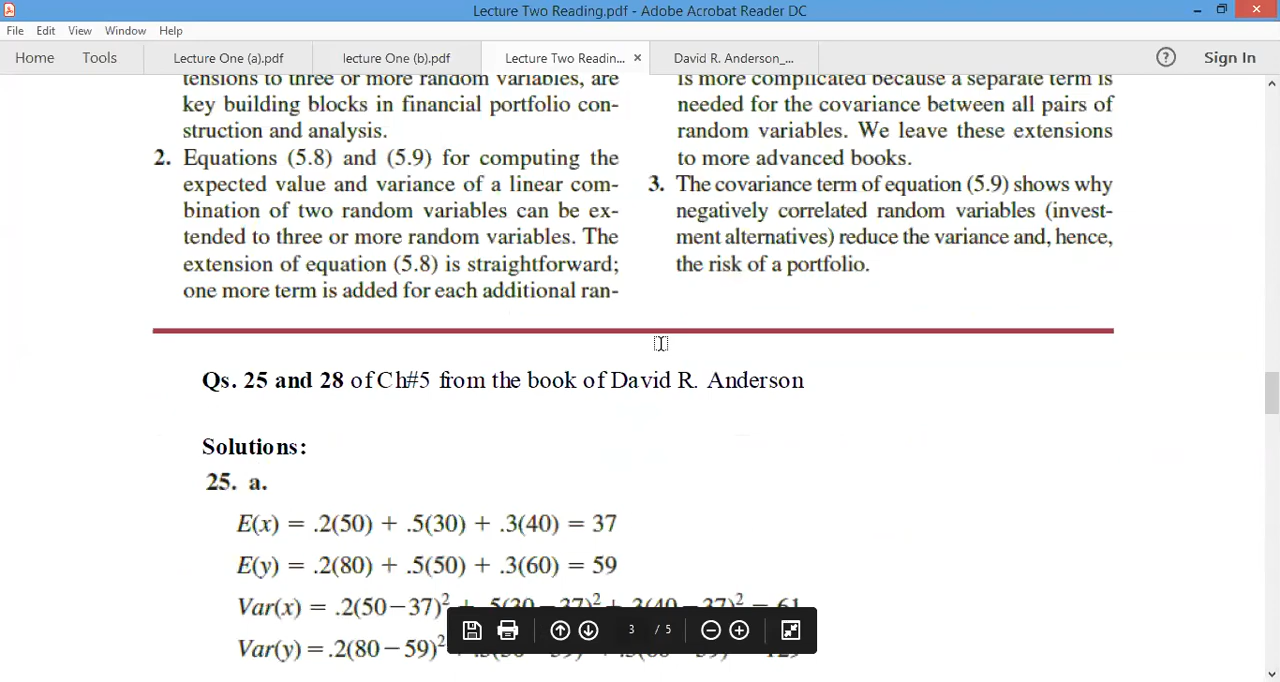 Lecture Two Reading.pdf - Adobe Acrobat Reader DC
File Edit View Window Help
Home Tools Lecture One (a).pdf lecture One (b).pdf Lecture Two Readin... × David R. Anderson_... ? Sign In
tensions to three or more random variables, are
key building blocks in financial portfolio con-
struction and analysis.
2. Equations (5.8) and (5.9) for computing the
expected value and variance of a linear com-
bination of two random variables can be ex-
tended to three or more random variables. The
extension of equation (5.8) is straightforward;
one more term is added for each additional ran-
is more complicated because a separate term is
needed for the covariance between all pairs of
random variables. We leave these extensions
to more advanced books.
3. The covariance term of equation (5.9) shows why
negatively correlated random variables (invest-
ment alternatives) reduce the variance and, hence,
the risk of a portfolio.
Qs. 25 and 28 of Ch#5 from the book of David R. Anderson
Solutions:
25. a.
E(x) = .2(50) + .5(30) + .3(40) = 37
E(y) = .2(80) + .5(50) + .3(60) = 59
Var(x) = .2(50−37)² + .5(30−37)² + .3(40−37)² = 61
Var(y) = .2(80−59)²
3 / 5